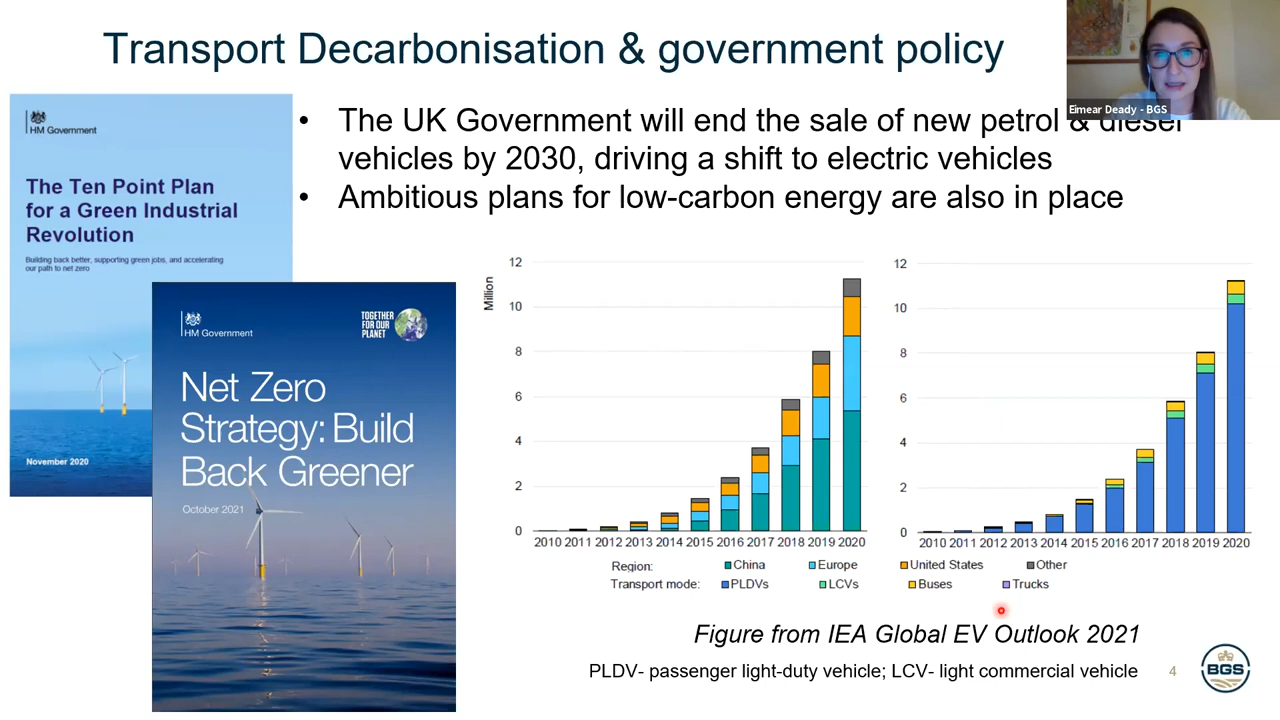 Transport Decarbonisation & government policy
Eimear Deady - BGS
• The UK Government will end the sale of new petrol & diesel
vehicles by 2030, driving a shift to electric vehicles
• Ambitious plans for low-carbon energy are also in place
HM Government
The Ten Point Plan
for a Green Industrial
Revolution
Building back better, supporting green jobs, and accelerating
our path to net zero
November 2020
HM Government
TOGETHER
FOR OUR
PLANET
Net Zero
Strategy: Build
Back Greener
October 2021
Million
12
10
8
6
4
2
0
2010 2011 2012 2013 2014 2015 2016 2017 2018 2019 2020
12
10
8
6
4
2
0
2010 2011 2012 2013 2014 2015 2016 2017 2018 2019 2020
Region: China Europe United States Other
Transport mode: PLDVs LCVs Buses Trucks
Figure from IEA Global EV Outlook 2021
PLDV- passenger light-duty vehicle; LCV- light commercial vehicle
4
BGS